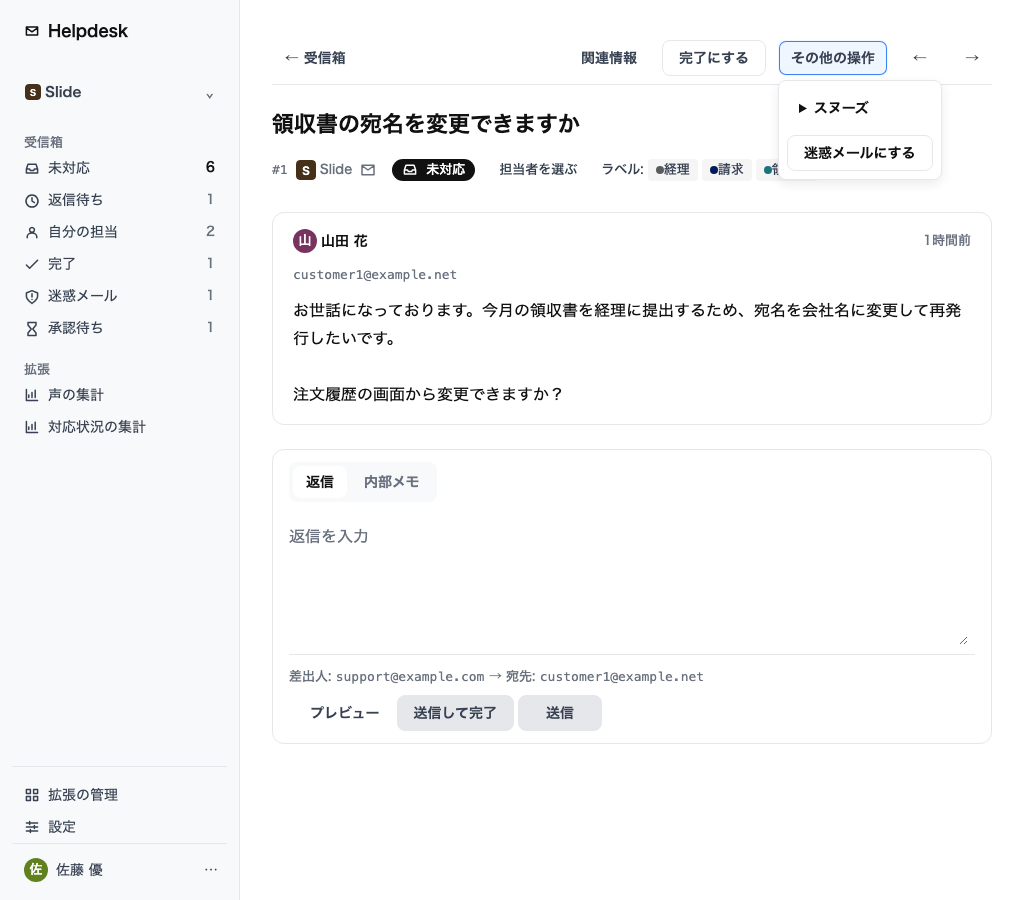 Helpdesk
S Slide
受信箱
未対応 6
返信待ち 1
自分の担当 2
完了 1
迷惑メール 1
承認待ち 1
拡張
声の集計
対応状況の集計
拡張の管理
設定
佐 佐藤 優 …
← 受信箱 関連情報 完了にする その他の操作 ← →
▶ スヌーズ
迷惑メールにする
領収書の宛名を変更できますか
#1 S Slide 未対応 担当者を選ぶ ラベル: 経理 請求
山 山田 花 1時間前
customer1@example.net
お世話になっております。今月の領収書を経理に提出するため、宛名を会社名に変更して再発
行したいです。
注文履歴の画面から変更できますか？
返信 内部メモ
返信を入力
差出人: support@example.com → 宛先: customer1@example.net
プレビュー 送信して完了 送信